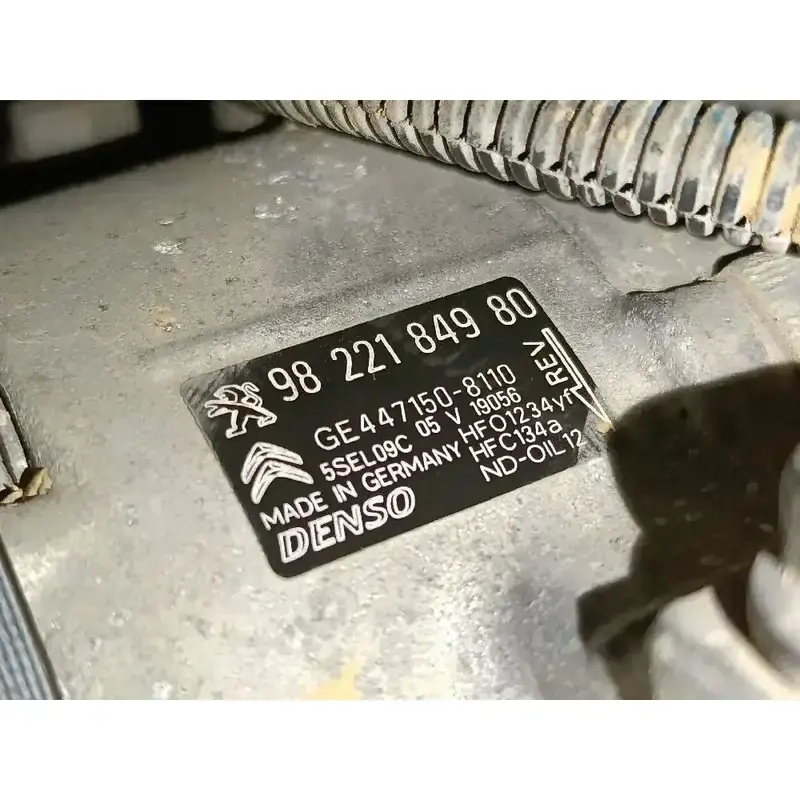 98 221 849 80
GE447150-8110
5SEL09C 05 V 19056
MADE IN GERMANY
DENSO
REV
HFO1234yf
HFC134a
ND-OIL12